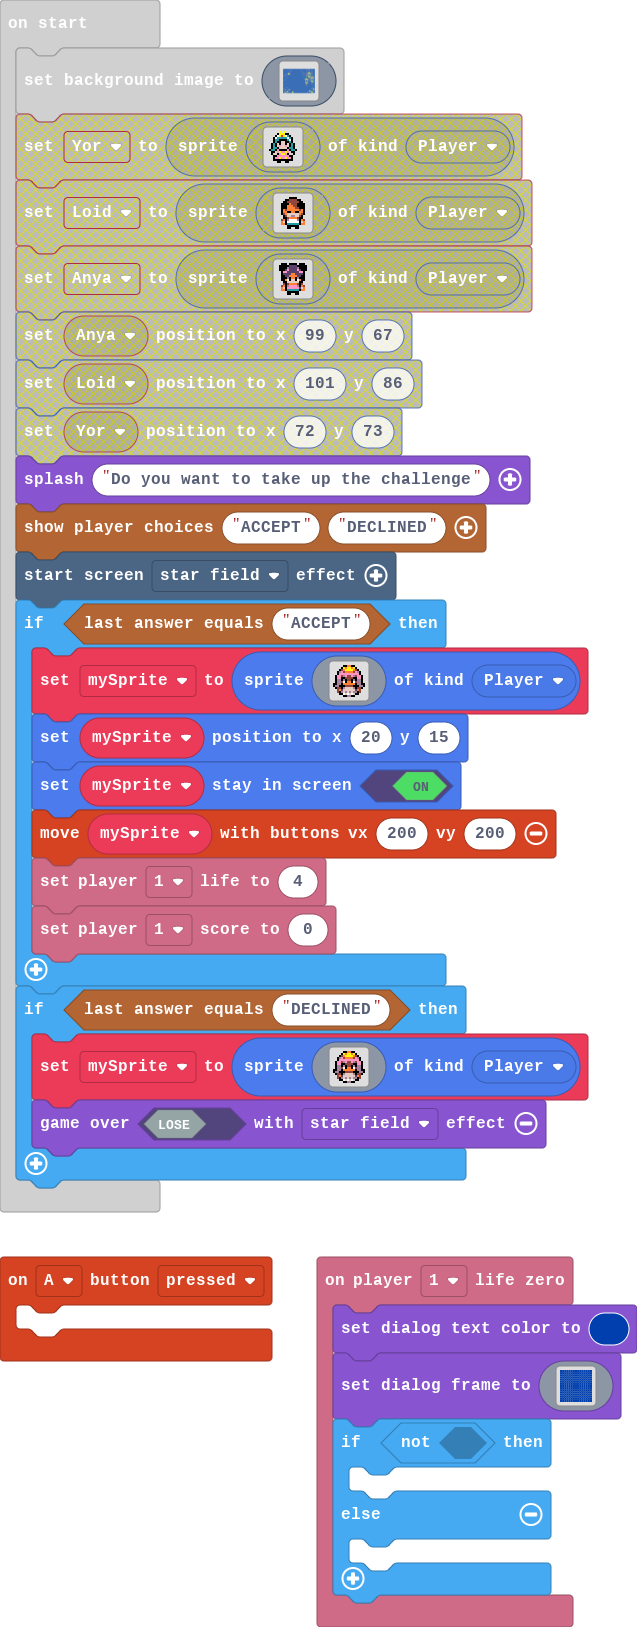 on start
set background image to
set Yor to sprite of kind Player
set Loid to sprite of kind Player
set Anya to sprite of kind Player
set Anya position to x 99 y 67
set Loid position to x 101 y 86
set Yor position to x 72 y 73
splash "Do you want to take up the challenge"
show player choices "ACCEPT" "DECLINED"
start screen star field effect
if last answer equals "ACCEPT" then
set mySprite to sprite of kind Player
set mySprite position to x 20 y 15
set mySprite stay in screen ON
move mySprite with buttons vx 200 vy 200
set player 1 life to 4
set player 1 score to 0
if last answer equals "DECLINED" then
set mySprite to sprite of kind Player
game over LOSE with star field effect
on A button pressed
on player 1 life zero
set dialog text color to
set dialog frame to
if not then
else